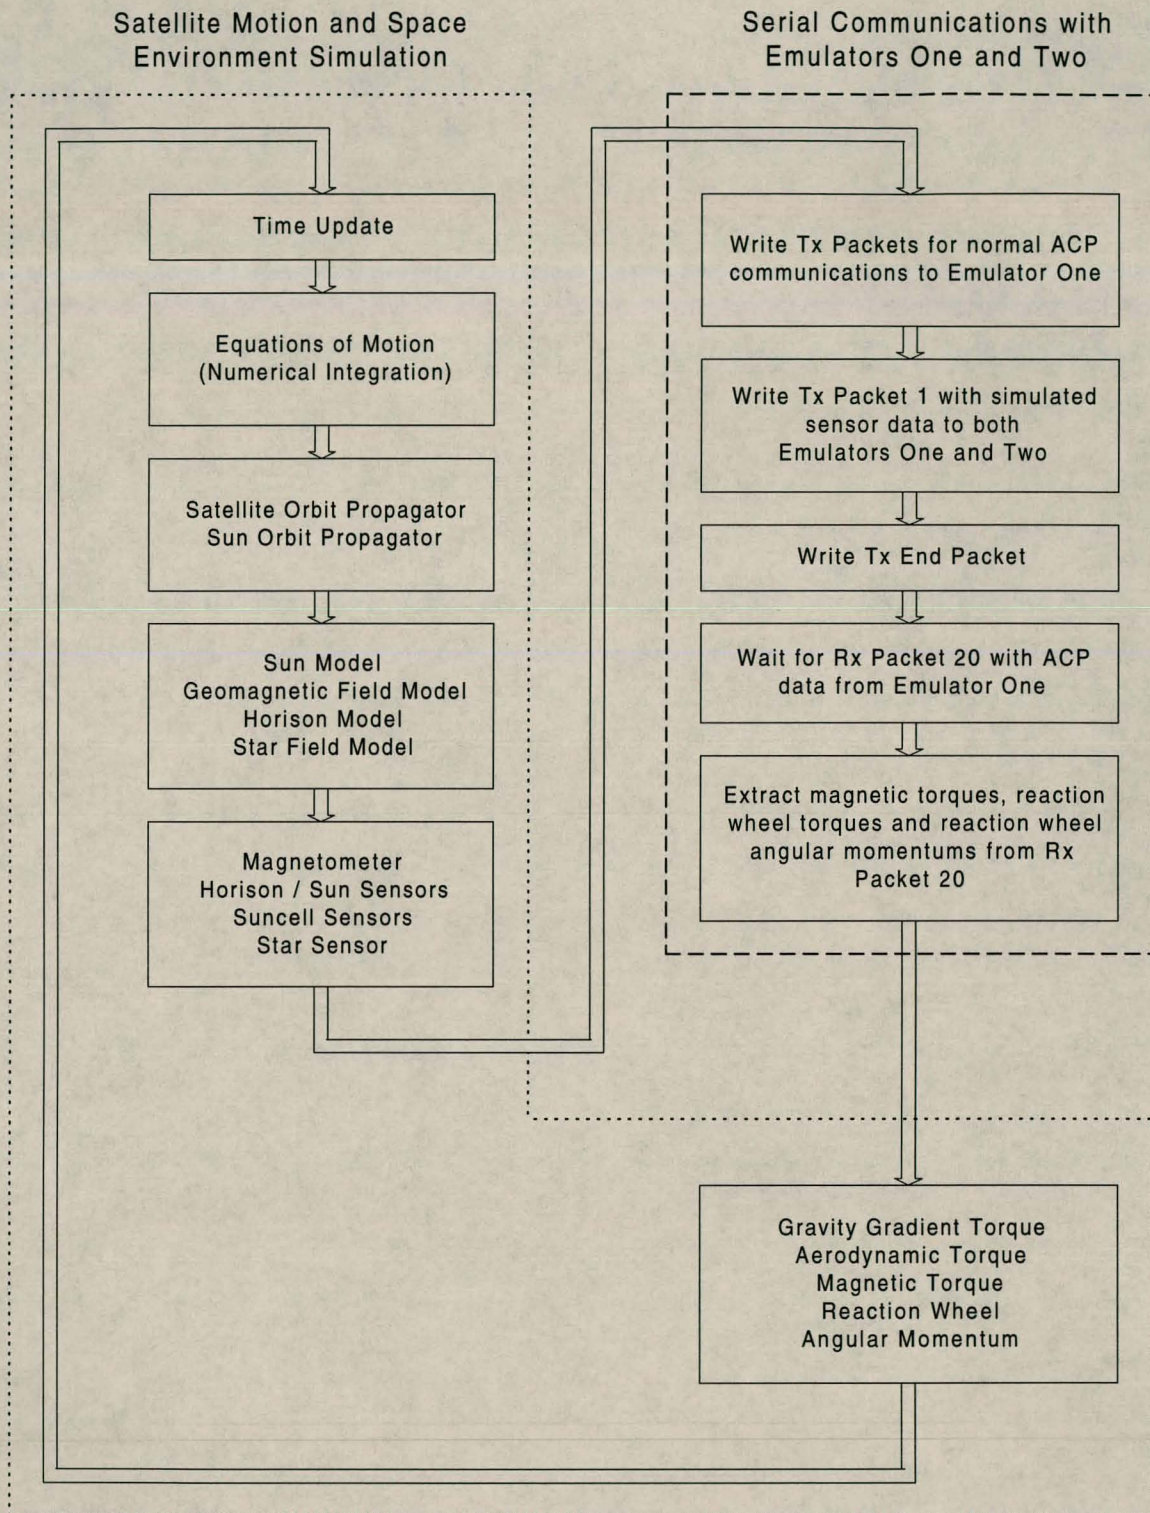 Satellite Motion and Space
Environment Simulation
Time Update
Equations of Motion
(Numerical Integration)
Satellite Orbit Propagator
Sun Orbit Propagator
Sun Model
Geomagnetic Field Model
Horison Model
Star Field Model
Magnetometer
Horison / Sun Sensors
Suncell Sensors
Star Sensor
Serial Communications with
Emulators One and Two
Write Tx Packets for normal ACP
communications to Emulator One
Write Tx Packet 1 with simulated
sensor data to both
Emulators One and Two
Write Tx End Packet
Wait for Rx Packet 20 with ACP
data from Emulator One
Extract magnetic torques, reaction
wheel torques and reaction wheel
angular momentums from Rx
Packet 20
Gravity Gradient Torque
Aerodynamic Torque
Magnetic Torque
Reaction Wheel
Angular Momentum